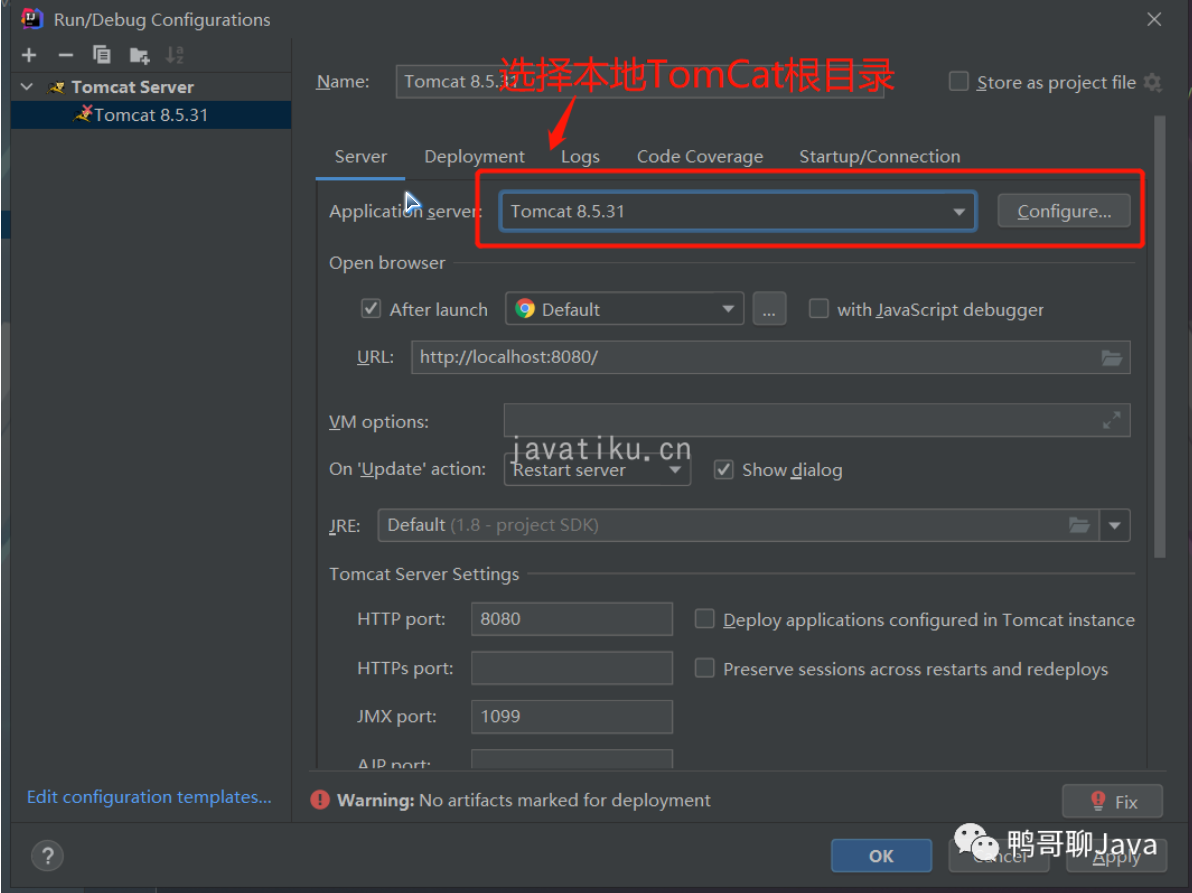 Run/Debug Configurations
Tomcat Server
Tomcat 8.5.31
Edit configuration templates...
选择本地TomCat根目录
Name: Tomcat 8.5.31
Store as project file
Server Deployment Logs Code Coverage Startup/Connection
Application server: Tomcat 8.5.31 Configure...
Open browser
After launch Default ... with JavaScript debugger
URL: http://localhost:8080/
VM options:
javatiku.cn
On 'Update' action: Restart server Show dialog
JRE: Default (1.8 - project SDK)
Tomcat Server Settings
HTTP port: 8080 Deploy applications configured in Tomcat instance
HTTPs port: Preserve sessions across restarts and redeploys
JMX port: 1099
AJP port:
Warning: No artifacts marked for deployment Fix
? OK Cancel Apply
鸭哥聊Java